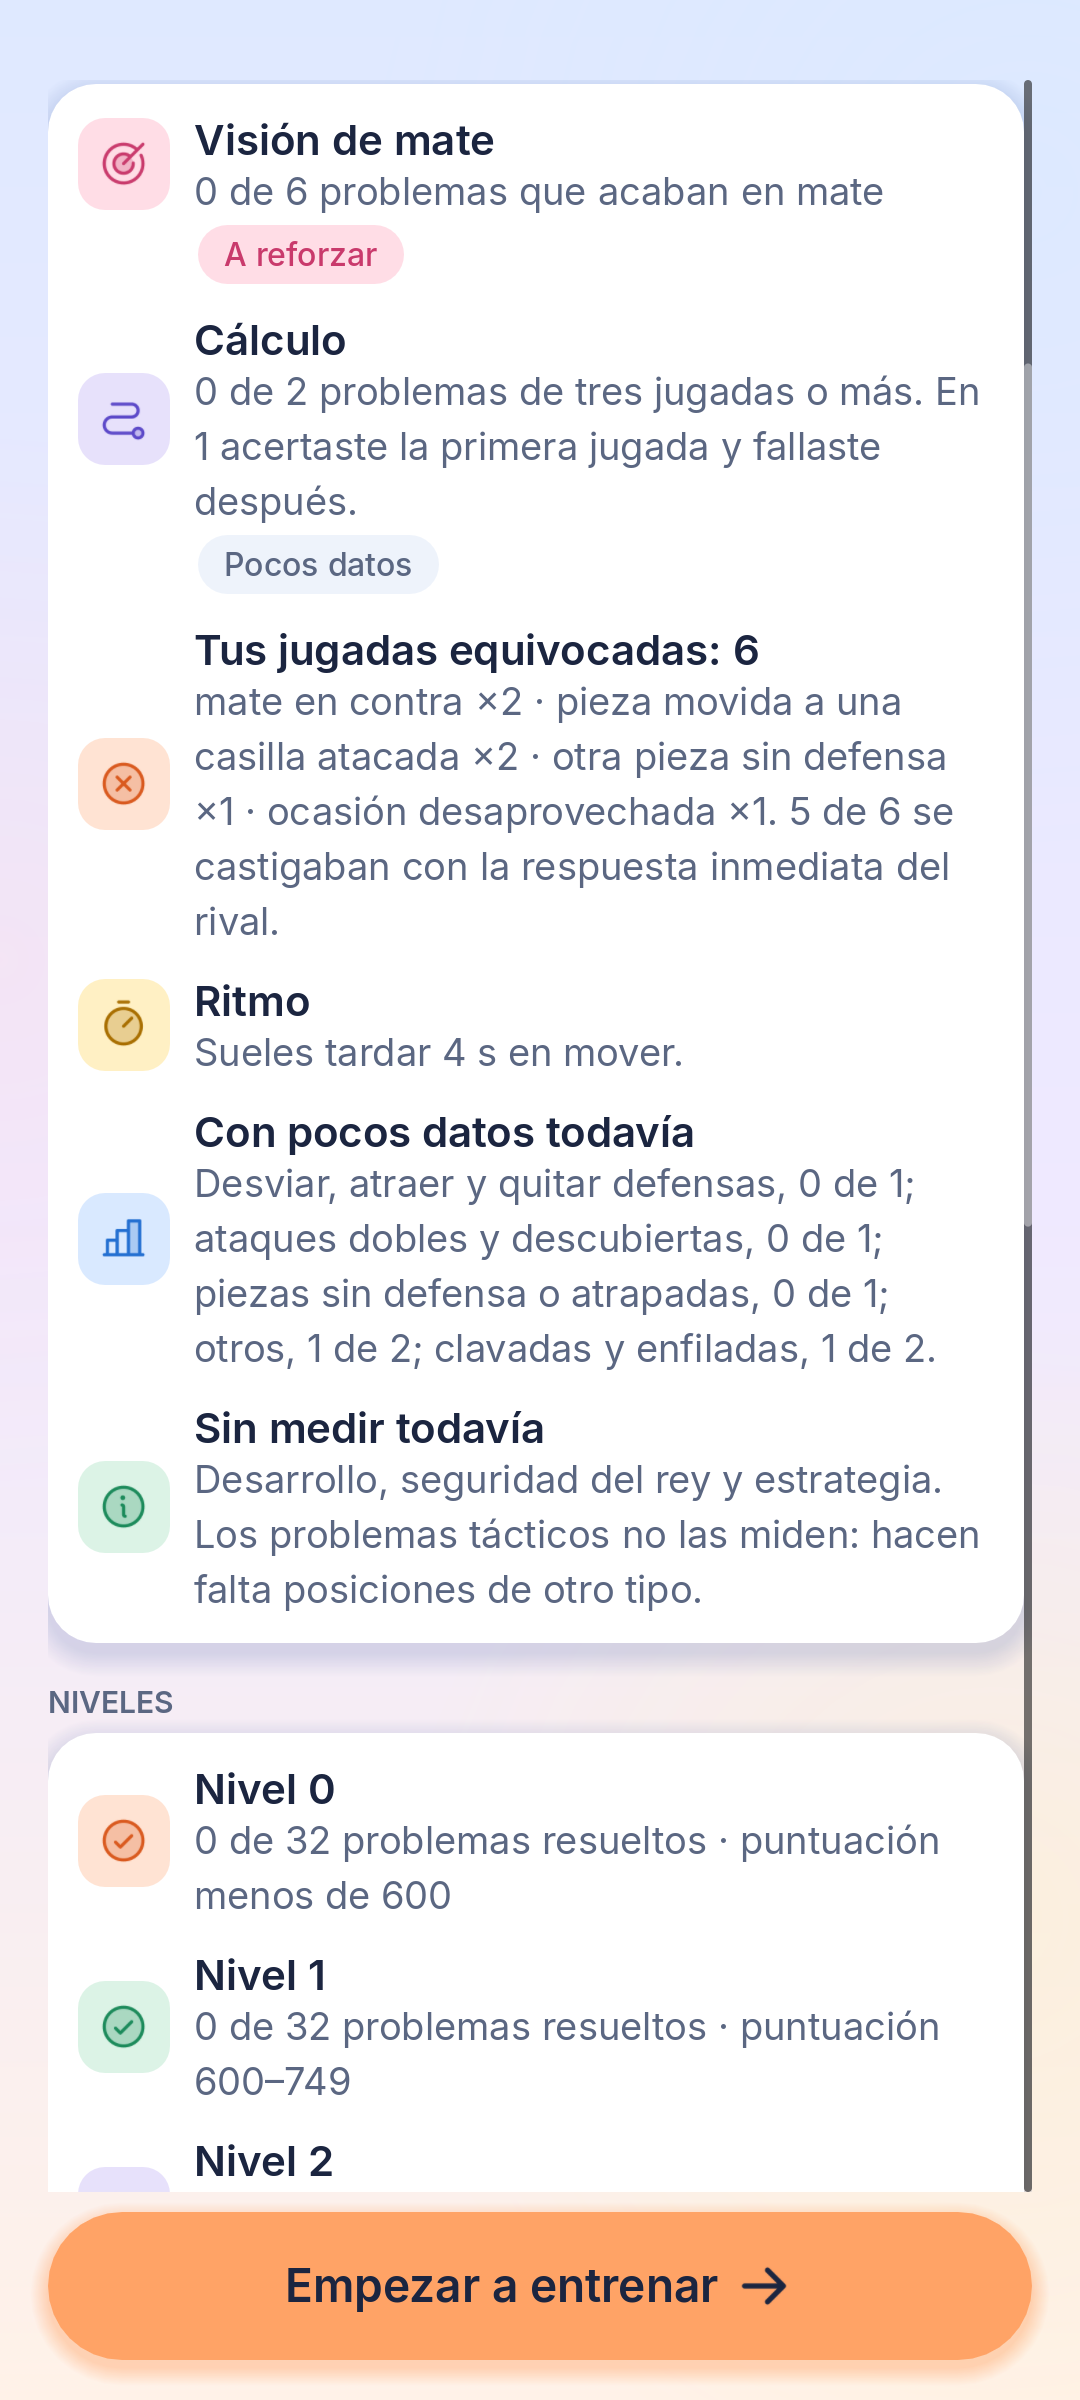 Visión de mate
0 de 6 problemas que acaban en mate
A reforzar
Cálculo
0 de 2 problemas de tres jugadas o más. En
1 acertaste la primera jugada y fallaste
después.
Pocos datos
Tus jugadas equivocadas: 6
mate en contra ×2 · pieza movida a una
casilla atacada ×2 · otra pieza sin defensa
×1 · ocasión desaprovechada ×1. 5 de 6 se
castigaban con la respuesta inmediata del
rival.
Ritmo
Sueles tardar 4 s en mover.
Con pocos datos todavía
Desviar, atraer y quitar defensas, 0 de 1;
ataques dobles y descubiertas, 0 de 1;
piezas sin defensa o atrapadas, 0 de 1;
otros, 1 de 2; clavadas y enfiladas, 1 de 2.
Sin medir todavía
Desarrollo, seguridad del rey y estrategia.
Los problemas tácticos no las miden: hacen
falta posiciones de otro tipo.
NIVELES
Nivel 0
0 de 32 problemas resueltos · puntuación
menos de 600
Nivel 1
0 de 32 problemas resueltos · puntuación
600–749
Nivel 2
Empezar a entrenar →